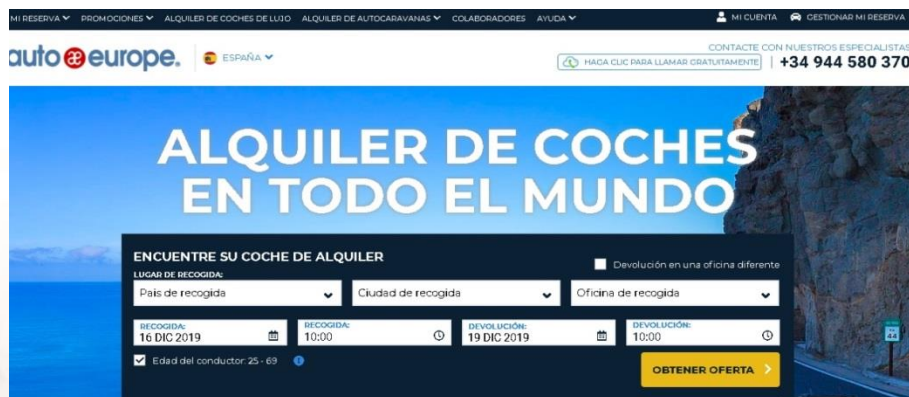 MI RESERVA PROMOCIONES ALQUILER DE COCHES DE LUJO ALQUILER DE AUTOCARAVANAS COLABORADORES AYUDA MI CUENTA GESTIONAR MI RESERVA
auto europe. ESPAÑA
CONTACTE CON NUESTROS ESPECIALISTAS
HAGA CLIC PARA LLAMAR GRATUITAMENTE | +34 944 580 370
ALQUILER DE COCHES
EN TODO EL MUNDO
ENCUENTRE SU COCHE DE ALQUILER
Devolución en una oficina diferente
LUGAR DE RECOGIDA:
País de recogida Ciudad de recogida Oficina de recogida
RECOGIDA: RECOGIDA: DEVOLUCIÓN: DEVOLUCIÓN:
16 DIC 2019 10:00 19 DIC 2019 10:00
Edad del conductor: 25 - 69
OBTENER OFERTA
44